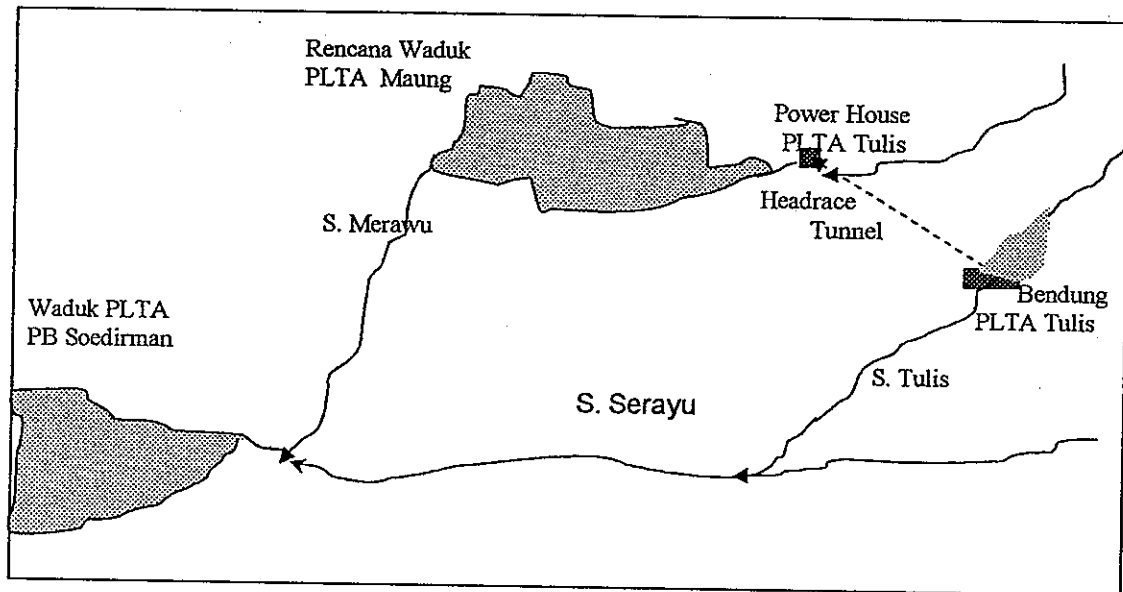 Rencana Waduk
PLTA Maung
Power House
PLTA Tulis
Headrace
Tunnel
S. Merawu
Bendung
PLTA Tulis
Waduk PLTA
PB Soedirman
S. Tulis
S. Serayu